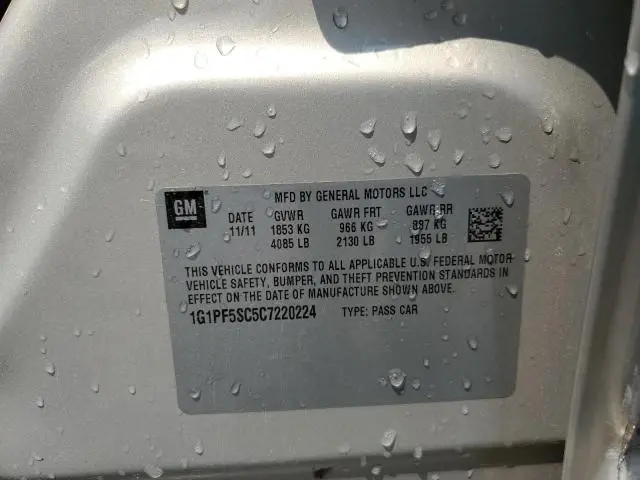 GM
MFD BY GENERAL MOTORS LLC
DATE GVWR GAWR FRT GAWR RR
11/11 1853 KG 966 KG 887 KG
4085 LB 2130 LB 1955 LB
THIS VEHICLE CONFORMS TO ALL APPLICABLE U.S. FEDERAL MOTOR
VEHICLE SAFETY, BUMPER, AND THEFT PREVENTION STANDARDS IN
EFFECT ON THE DATE OF MANUFACTURE SHOWN ABOVE.
1G1PF5SC5C7220224 TYPE: PASS CAR